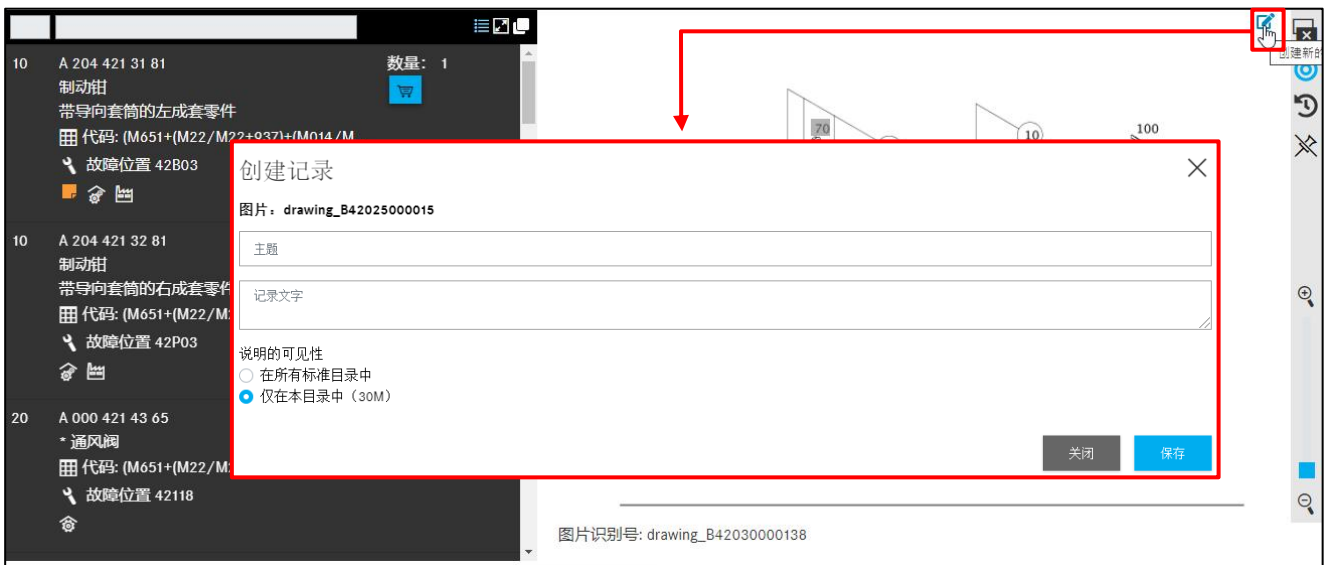 10 A 204 421 31 81 数量： 1
制动钳
带导向套筒的左成套零件
代码: (M651+(M22/M22+937)+(M014/M
故障位置 42B03
10 A 204 421 32 81
制动钳
带导向套筒的右成套零件
代码: (M651+(M22/M
故障位置 42P03
20 A 000 421 43 65
* 通风阀
代码: (M651+(M22/M
故障位置 42118
创建新的
70
10
100
创建记录
图片：drawing_B42025000015
主题
记录文字
说明的可见性
在所有标准目录中
仅在本目录中（30M）
关闭
保存
图片识别号: drawing_B42030000138